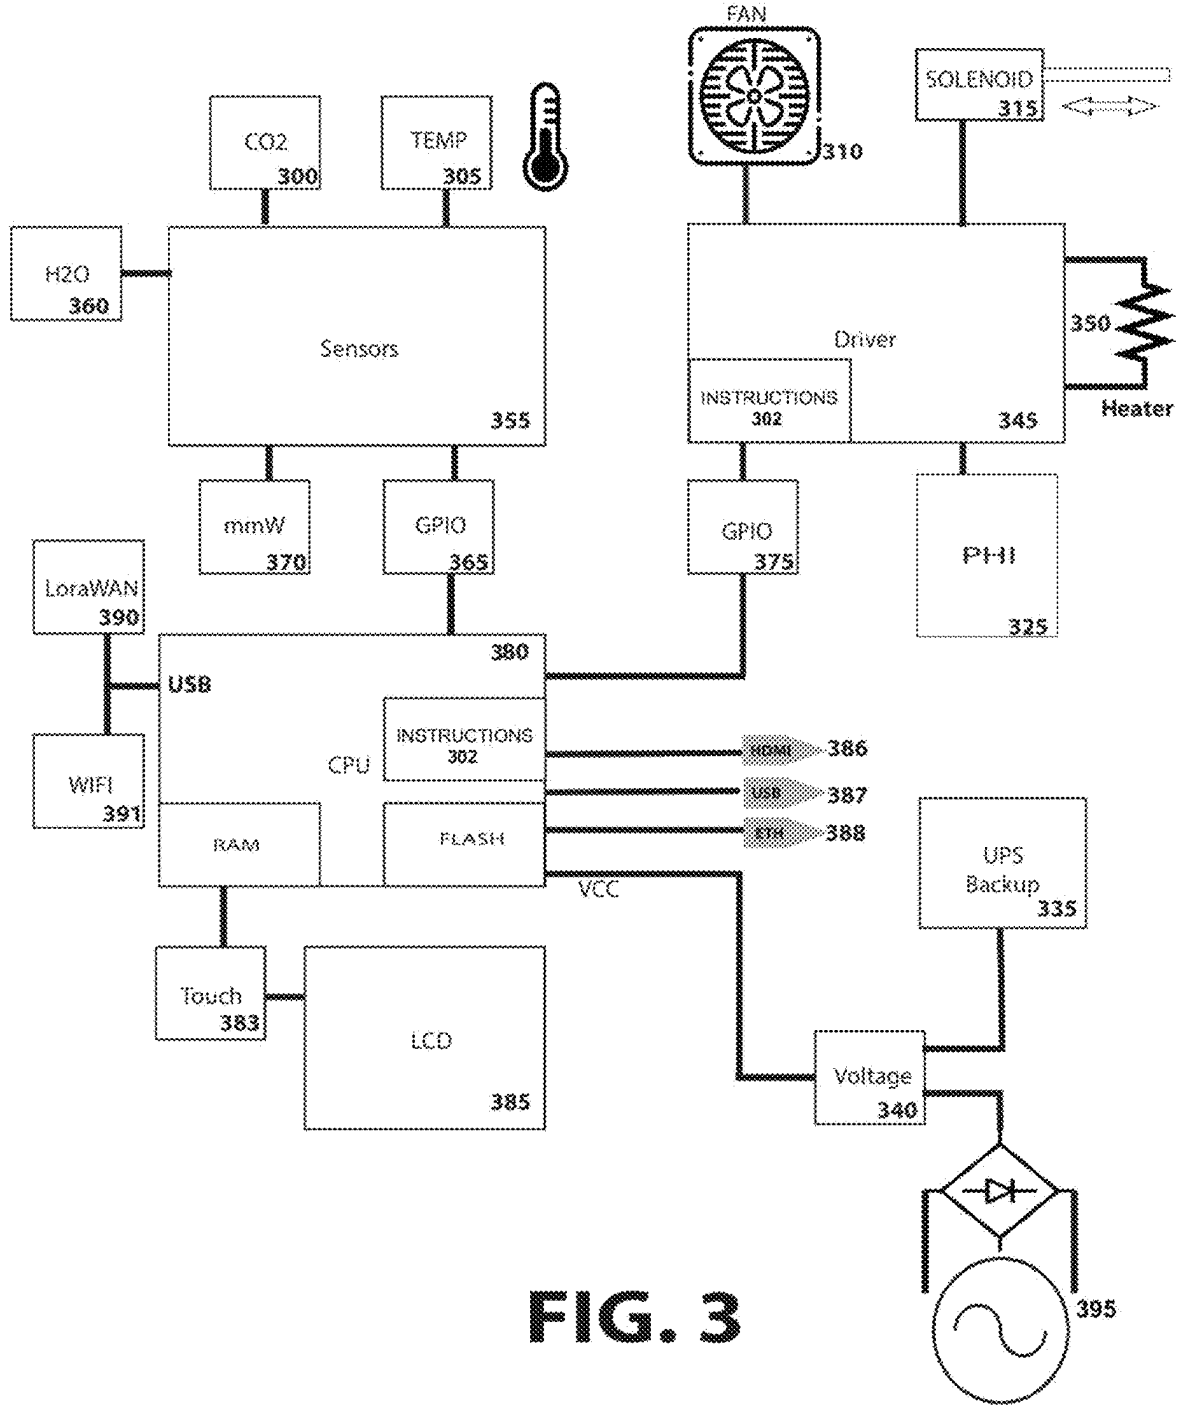 FAN
310
SOLENOID
315
CO2
300
TEMP
305
H2O
360
Sensors
355
Driver
INSTRUCTIONS
302
345
350
Heater
mmW
370
GPIO
365
GPIO
375
PHI
325
LoraWAN
390
USB
380
INSTRUCTIONS
302
CPU
WIFI
391
RAM
FLASH
HDMI
386
USB
387
ETH
388
VCC
UPS
Backup
335
Touch
383
LCD
385
Voltage
340
395
FIG. 3